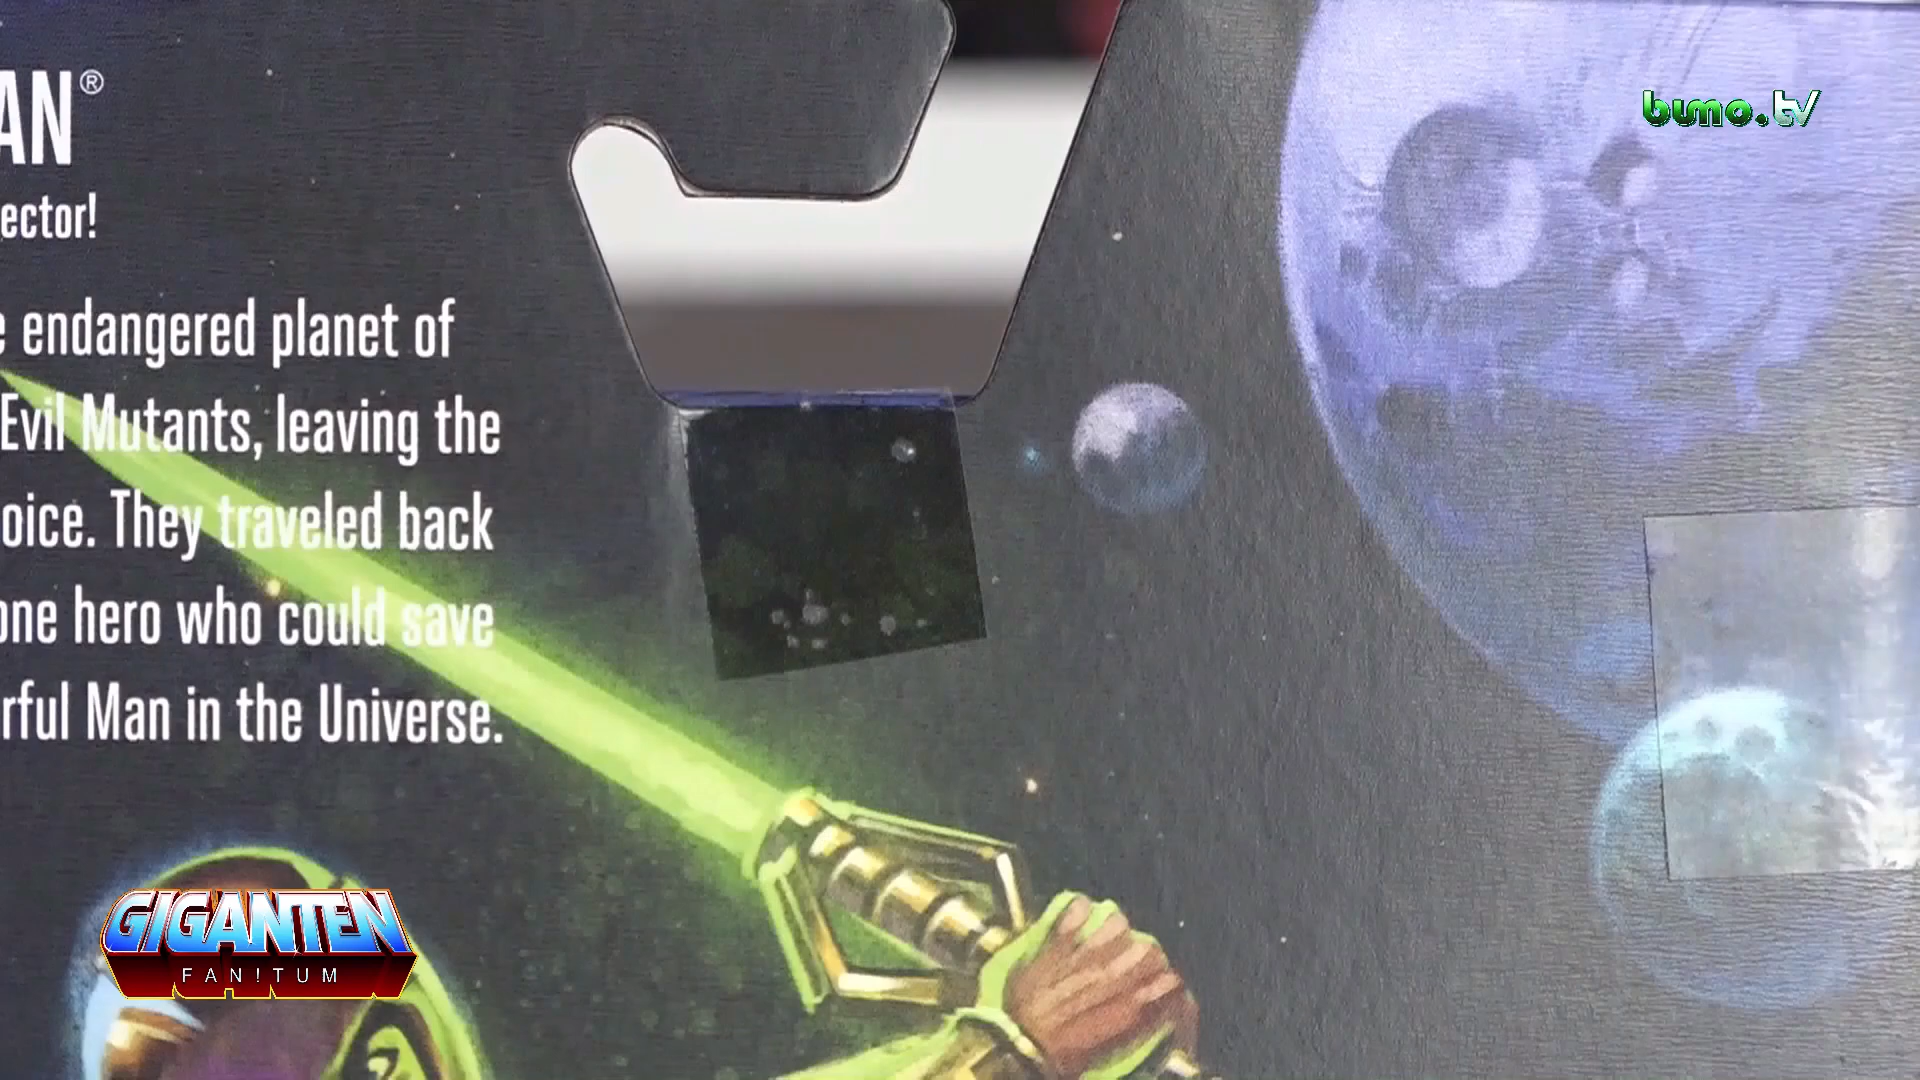 AN®
ector!
e endangered planet of
Evil Mutants, leaving the
oice. They traveled back
one hero who could save
rful Man in the Universe.
bumo.tv
GIGANTEN
FAN!TUM